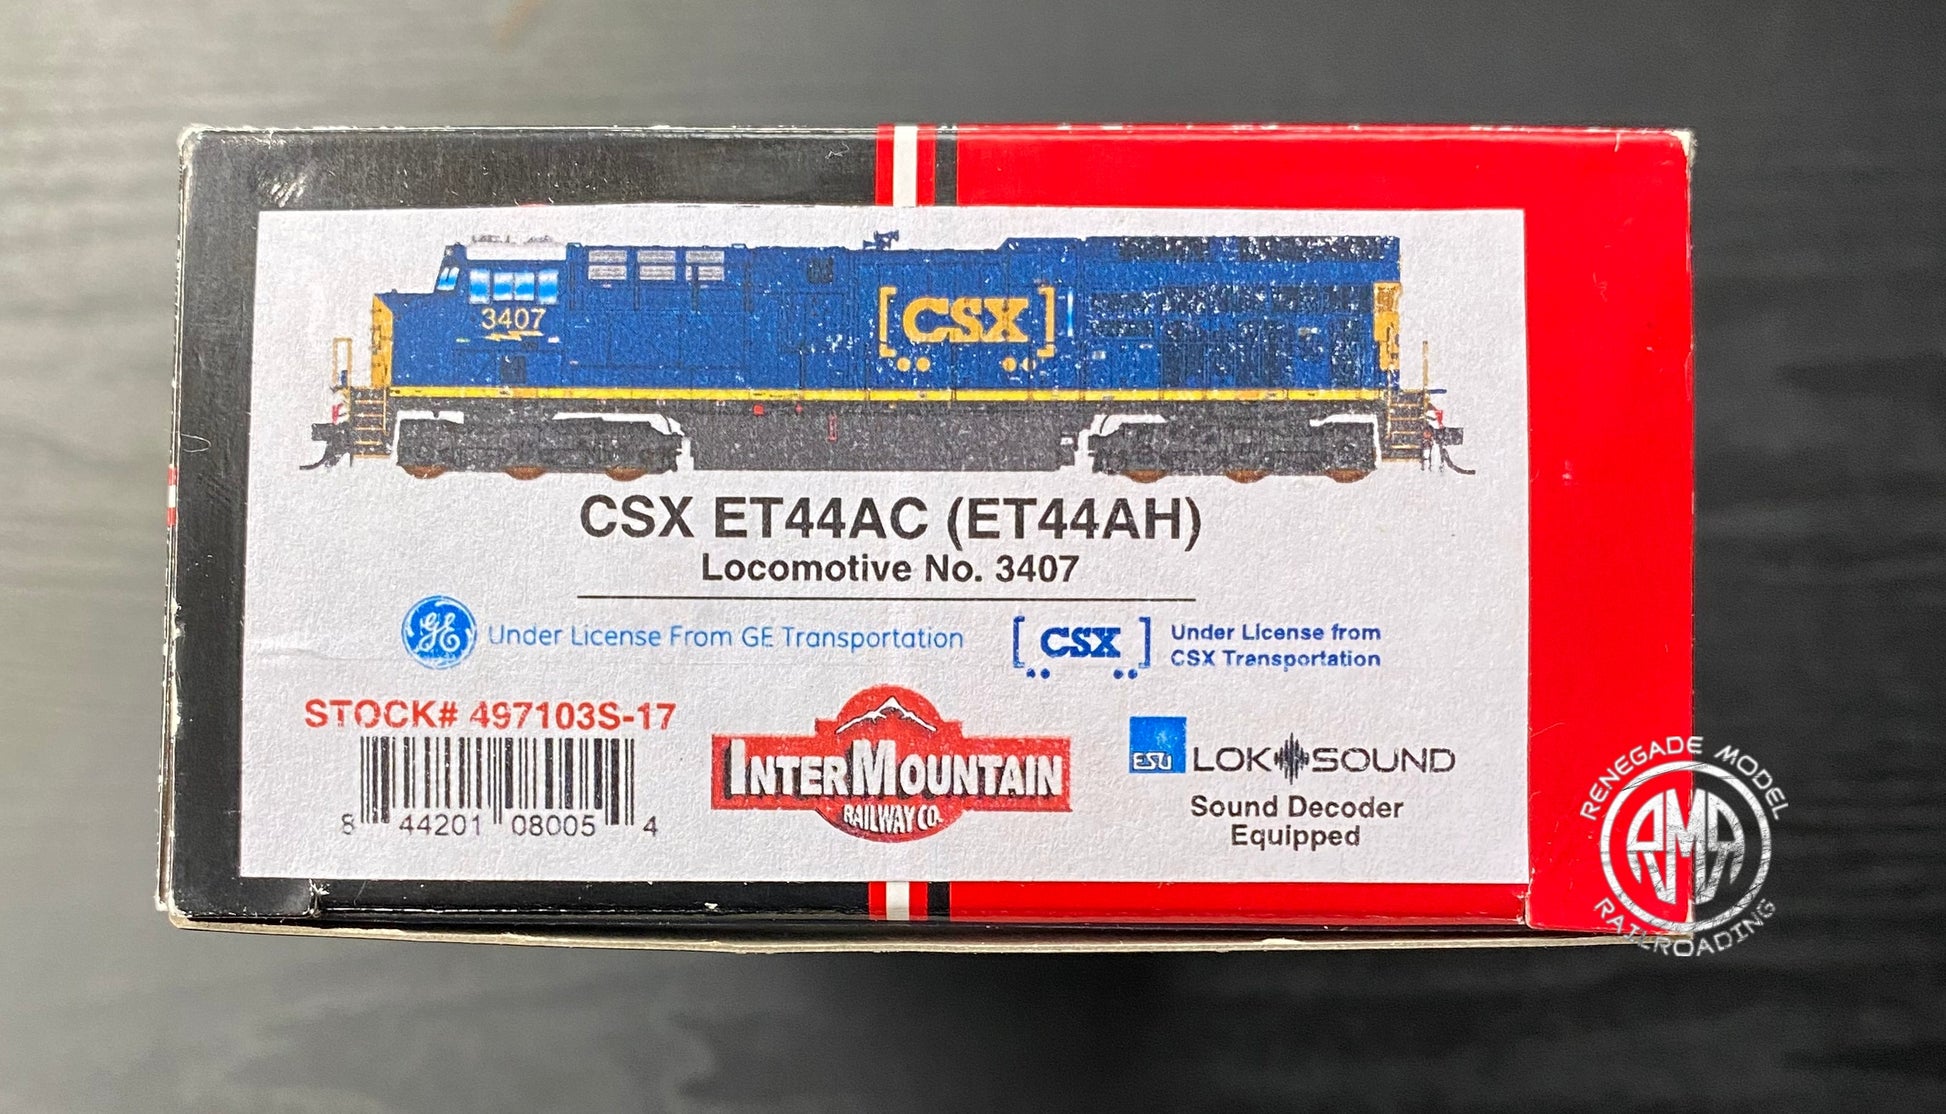 3407
[CSX]
CSX ET44AC (ET44AH)
Locomotive No. 3407
GE Under License From GE Transportation
[CSX] Under License from
CSX Transportation
STOCK# 497103S-17
8 44201 08005 4
INTERMOUNTAIN
RAILWAY CO.
ESU LOKSOUND
Sound Decoder
Equipped
RENEGADE MODEL
RMR
RAILROADING